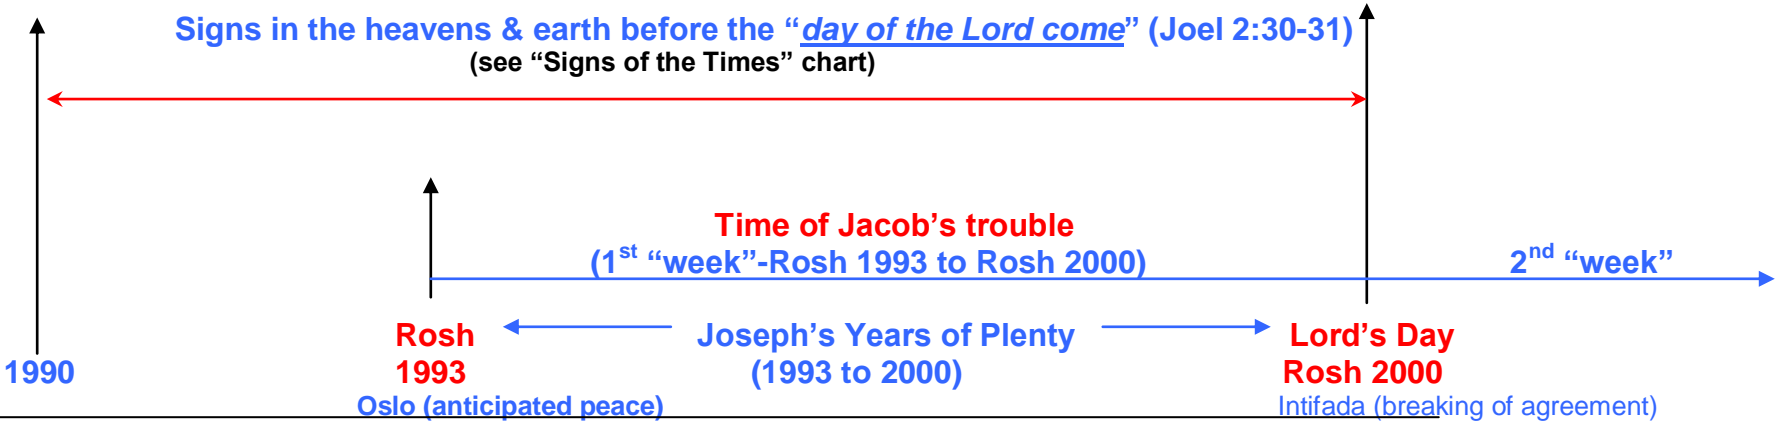 Signs in the heavens & earth before the “day of the Lord come” (Joel 2:30-31)
(see “Signs of the Times” chart)
Time of Jacob’s trouble
(1st “week”-Rosh 1993 to Rosh 2000)
2nd “week”
Rosh
Joseph’s Years of Plenty
Lord’s Day
1990
1993
(1993 to 2000)
Rosh 2000
Oslo (anticipated peace)
Intifada (breaking of agreement)